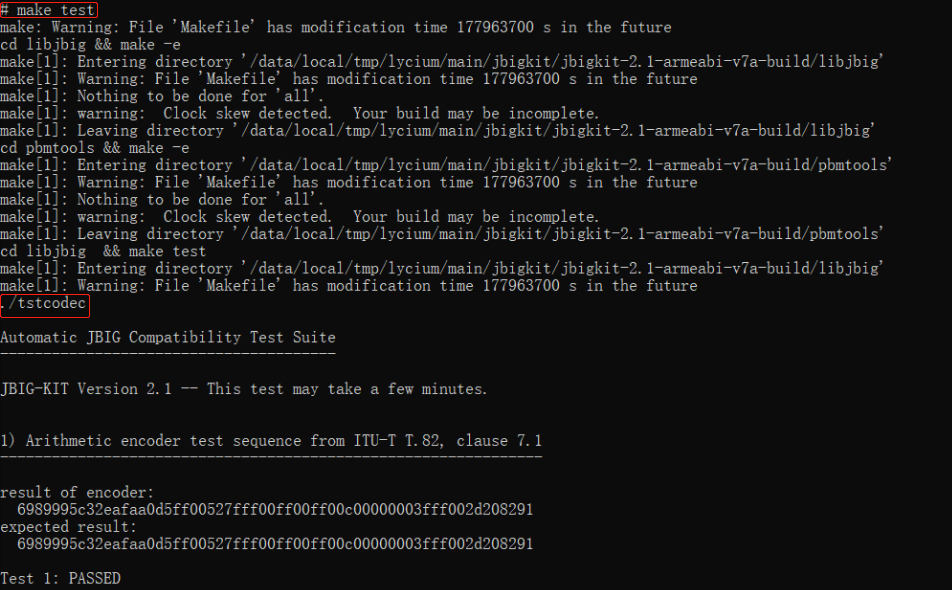 # make test
make: Warning: File 'Makefile' has modification time 177963700 s in the future
cd libjbig && make -e
make[1]: Entering directory '/data/local/tmp/lycium/main/jbigkit/jbigkit-2.1-armeabi-v7a-build/libjbig'
make[1]: Warning: File 'Makefile' has modification time 177963700 s in the future
make[1]: Nothing to be done for 'all'.
make[1]: warning:  Clock skew detected.  Your build may be incomplete.
make[1]: Leaving directory '/data/local/tmp/lycium/main/jbigkit/jbigkit-2.1-armeabi-v7a-build/libjbig'
cd pbmtools && make -e
make[1]: Entering directory '/data/local/tmp/lycium/main/jbigkit/jbigkit-2.1-armeabi-v7a-build/pbmtools'
make[1]: Warning: File 'Makefile' has modification time 177963700 s in the future
make[1]: Nothing to be done for 'all'.
make[1]: warning:  Clock skew detected.  Your build may be incomplete.
make[1]: Leaving directory '/data/local/tmp/lycium/main/jbigkit/jbigkit-2.1-armeabi-v7a-build/pbmtools'
cd libjbig  && make test
make[1]: Entering directory '/data/local/tmp/lycium/main/jbigkit/jbigkit-2.1-armeabi-v7a-build/libjbig'
make[1]: Warning: File 'Makefile' has modification time 177963700 s in the future
./tstcodec
Automatic JBIG Compatibility Test Suite
---------------------------------------
JBIG-KIT Version 2.1 -- This test may take a few minutes.
1) Arithmetic encoder test sequence from ITU-T T.82, clause 7.1
---------------------------------------------------------------
result of encoder:
  6989995c32eafaa0d5ff00527fff00ff00ff00c00000003fff002d208291
expected result:
  6989995c32eafaa0d5ff00527fff00ff00ff00c00000003fff002d208291
Test 1: PASSED